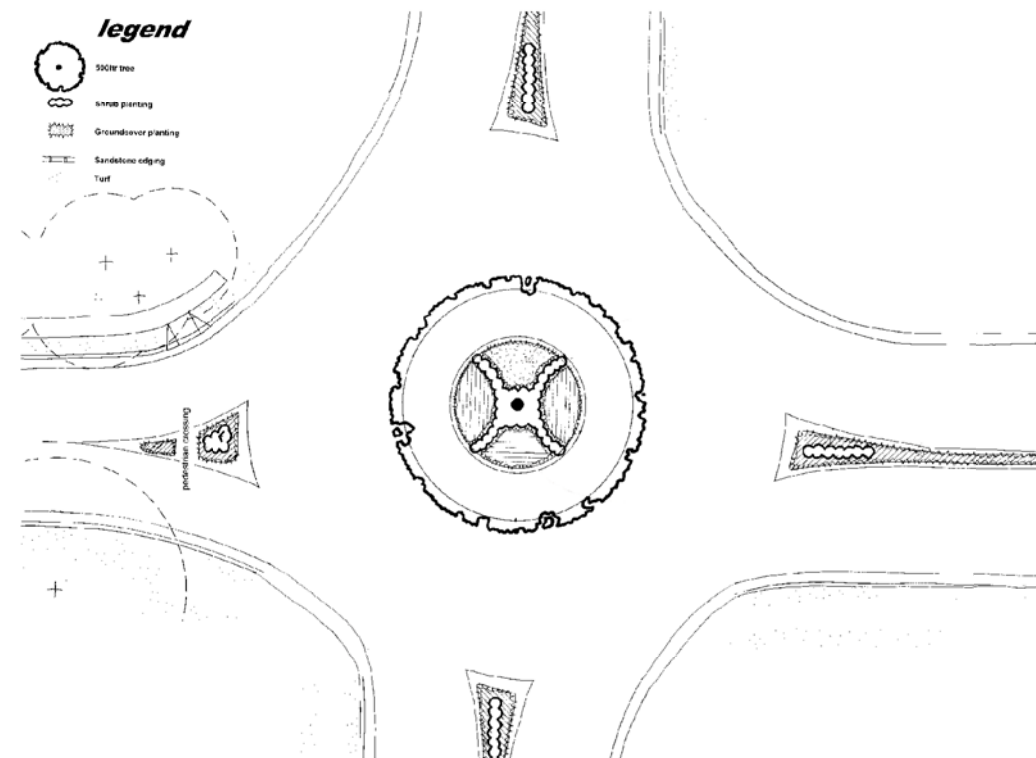 legend
500ltr tree
Shrub planting
Groundcover planting
Sandstone edging
Turf
pedestrian crossing